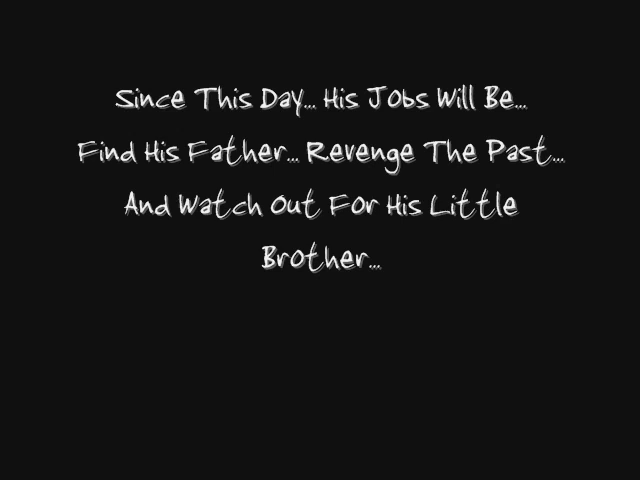 Since This Day... His Jobs Will Be...
Find His Father... Revenge The Past...
And Watch Out For His Little
Brother...